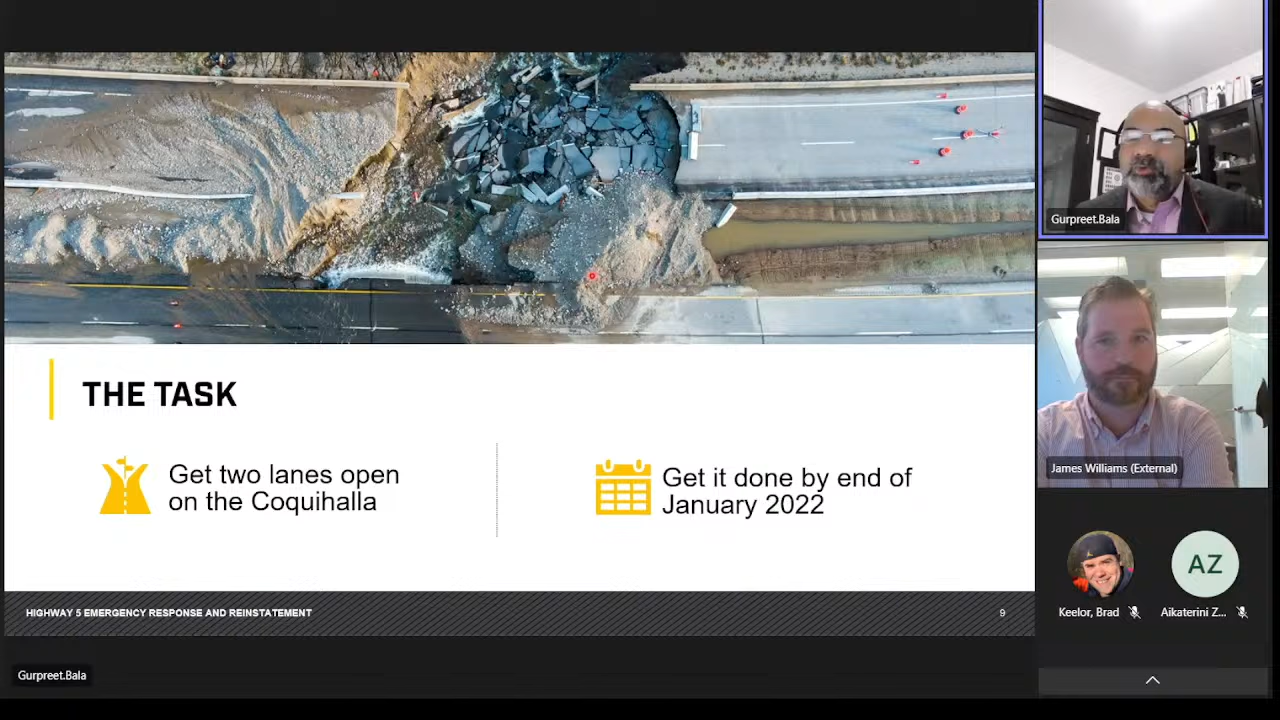 THE TASK
Get two lanes open
on the Coquihalla
Get it done by end of
January 2022
HIGHWAY 5 EMERGENCY RESPONSE AND REINSTATEMENT
9
Gurpreet.Bala
Gurpreet.Bala
James Williams (External)
AZ
Keelor, Brad
Aikaterini Z...